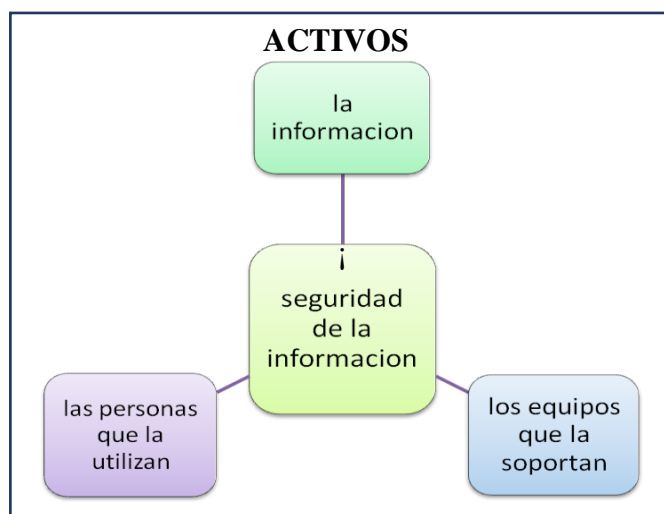 ACTIVOS
la
informacion
¡
seguridad
de la
informacion
las personas
que la
utilizan
los equipos
que la
soportan